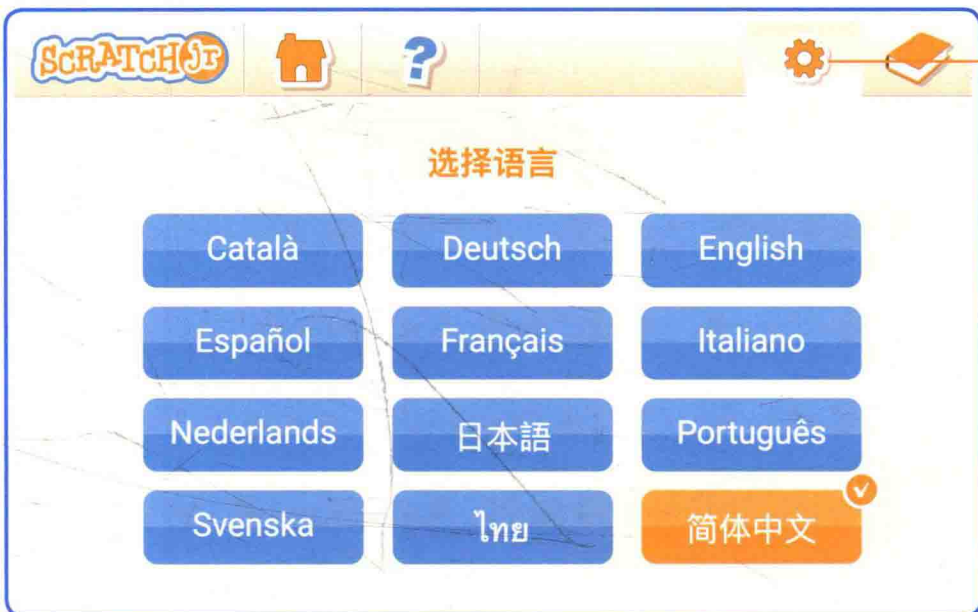 SCRATCHJr
?
选择语言
Català Deutsch English
Español Français Italiano
Nederlands 日本語 Português
Svenska ไทย 简体中文